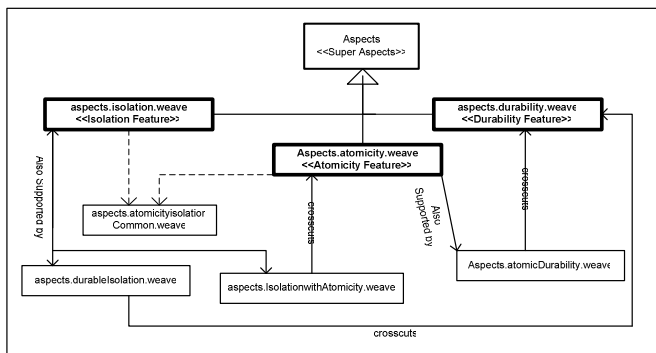 Aspects
<<Super Aspects>>
aspects.isolation.weave
<<Isolation Feature>>
aspects.durability.weave
<<Durability Feature>>
Aspects.atomicity.weave
<<Atomicity Feature>>
Also Supported by
aspects.atomicityisolation
Common.weave
crosscuts
Also
Supported by
crosscuts
aspects.durableIsolation.weave
aspects.IsolationwithAtomicity.weave
Aspects.atomicDurability.weave
crosscuts